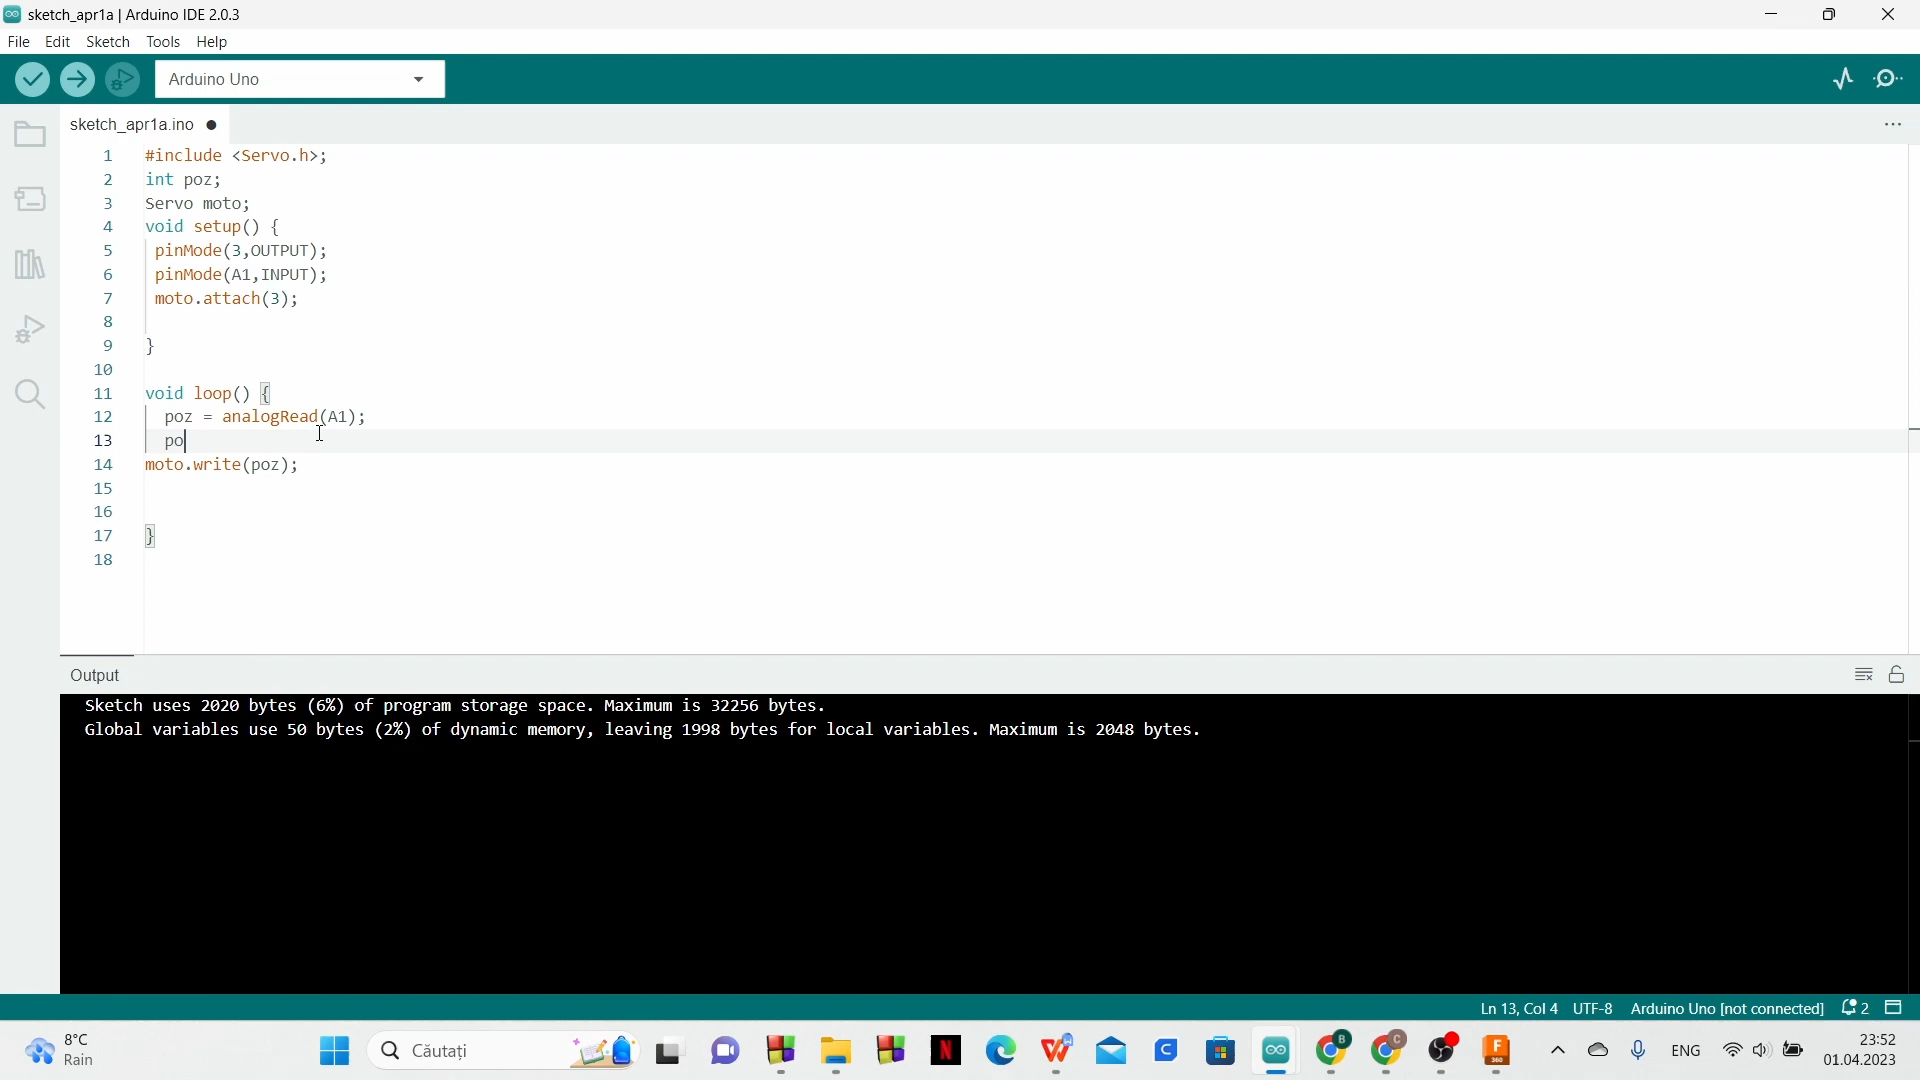 sketch_apr1a | Arduino IDE 2.0.3
File Edit Sketch Tools Help
Arduino Uno
sketch_apr1a.ino
1 #include <Servo.h>;
2 int poz;
3 Servo moto;
4 void setup() {
5 pinMode(3,OUTPUT);
6 pinMode(A1,INPUT);
7 moto.attach(3);
8
9 }
10
11 void loop() {
12 poz = analogRead(A1);
13 po
14 moto.write(poz);
15
16
17 }
18
Output
Sketch uses 2020 bytes (6%) of program storage space. Maximum is 32256 bytes.
Global variables use 50 bytes (2%) of dynamic memory, leaving 1998 bytes for local variables. Maximum is 2048 bytes.
Ln 13, Col 4 UTF-8 Arduino Uno [not connected] 2
8°C
Rain
Căutați
N
W
C
B
C
F
360
ENG
23:52
01.04.2023